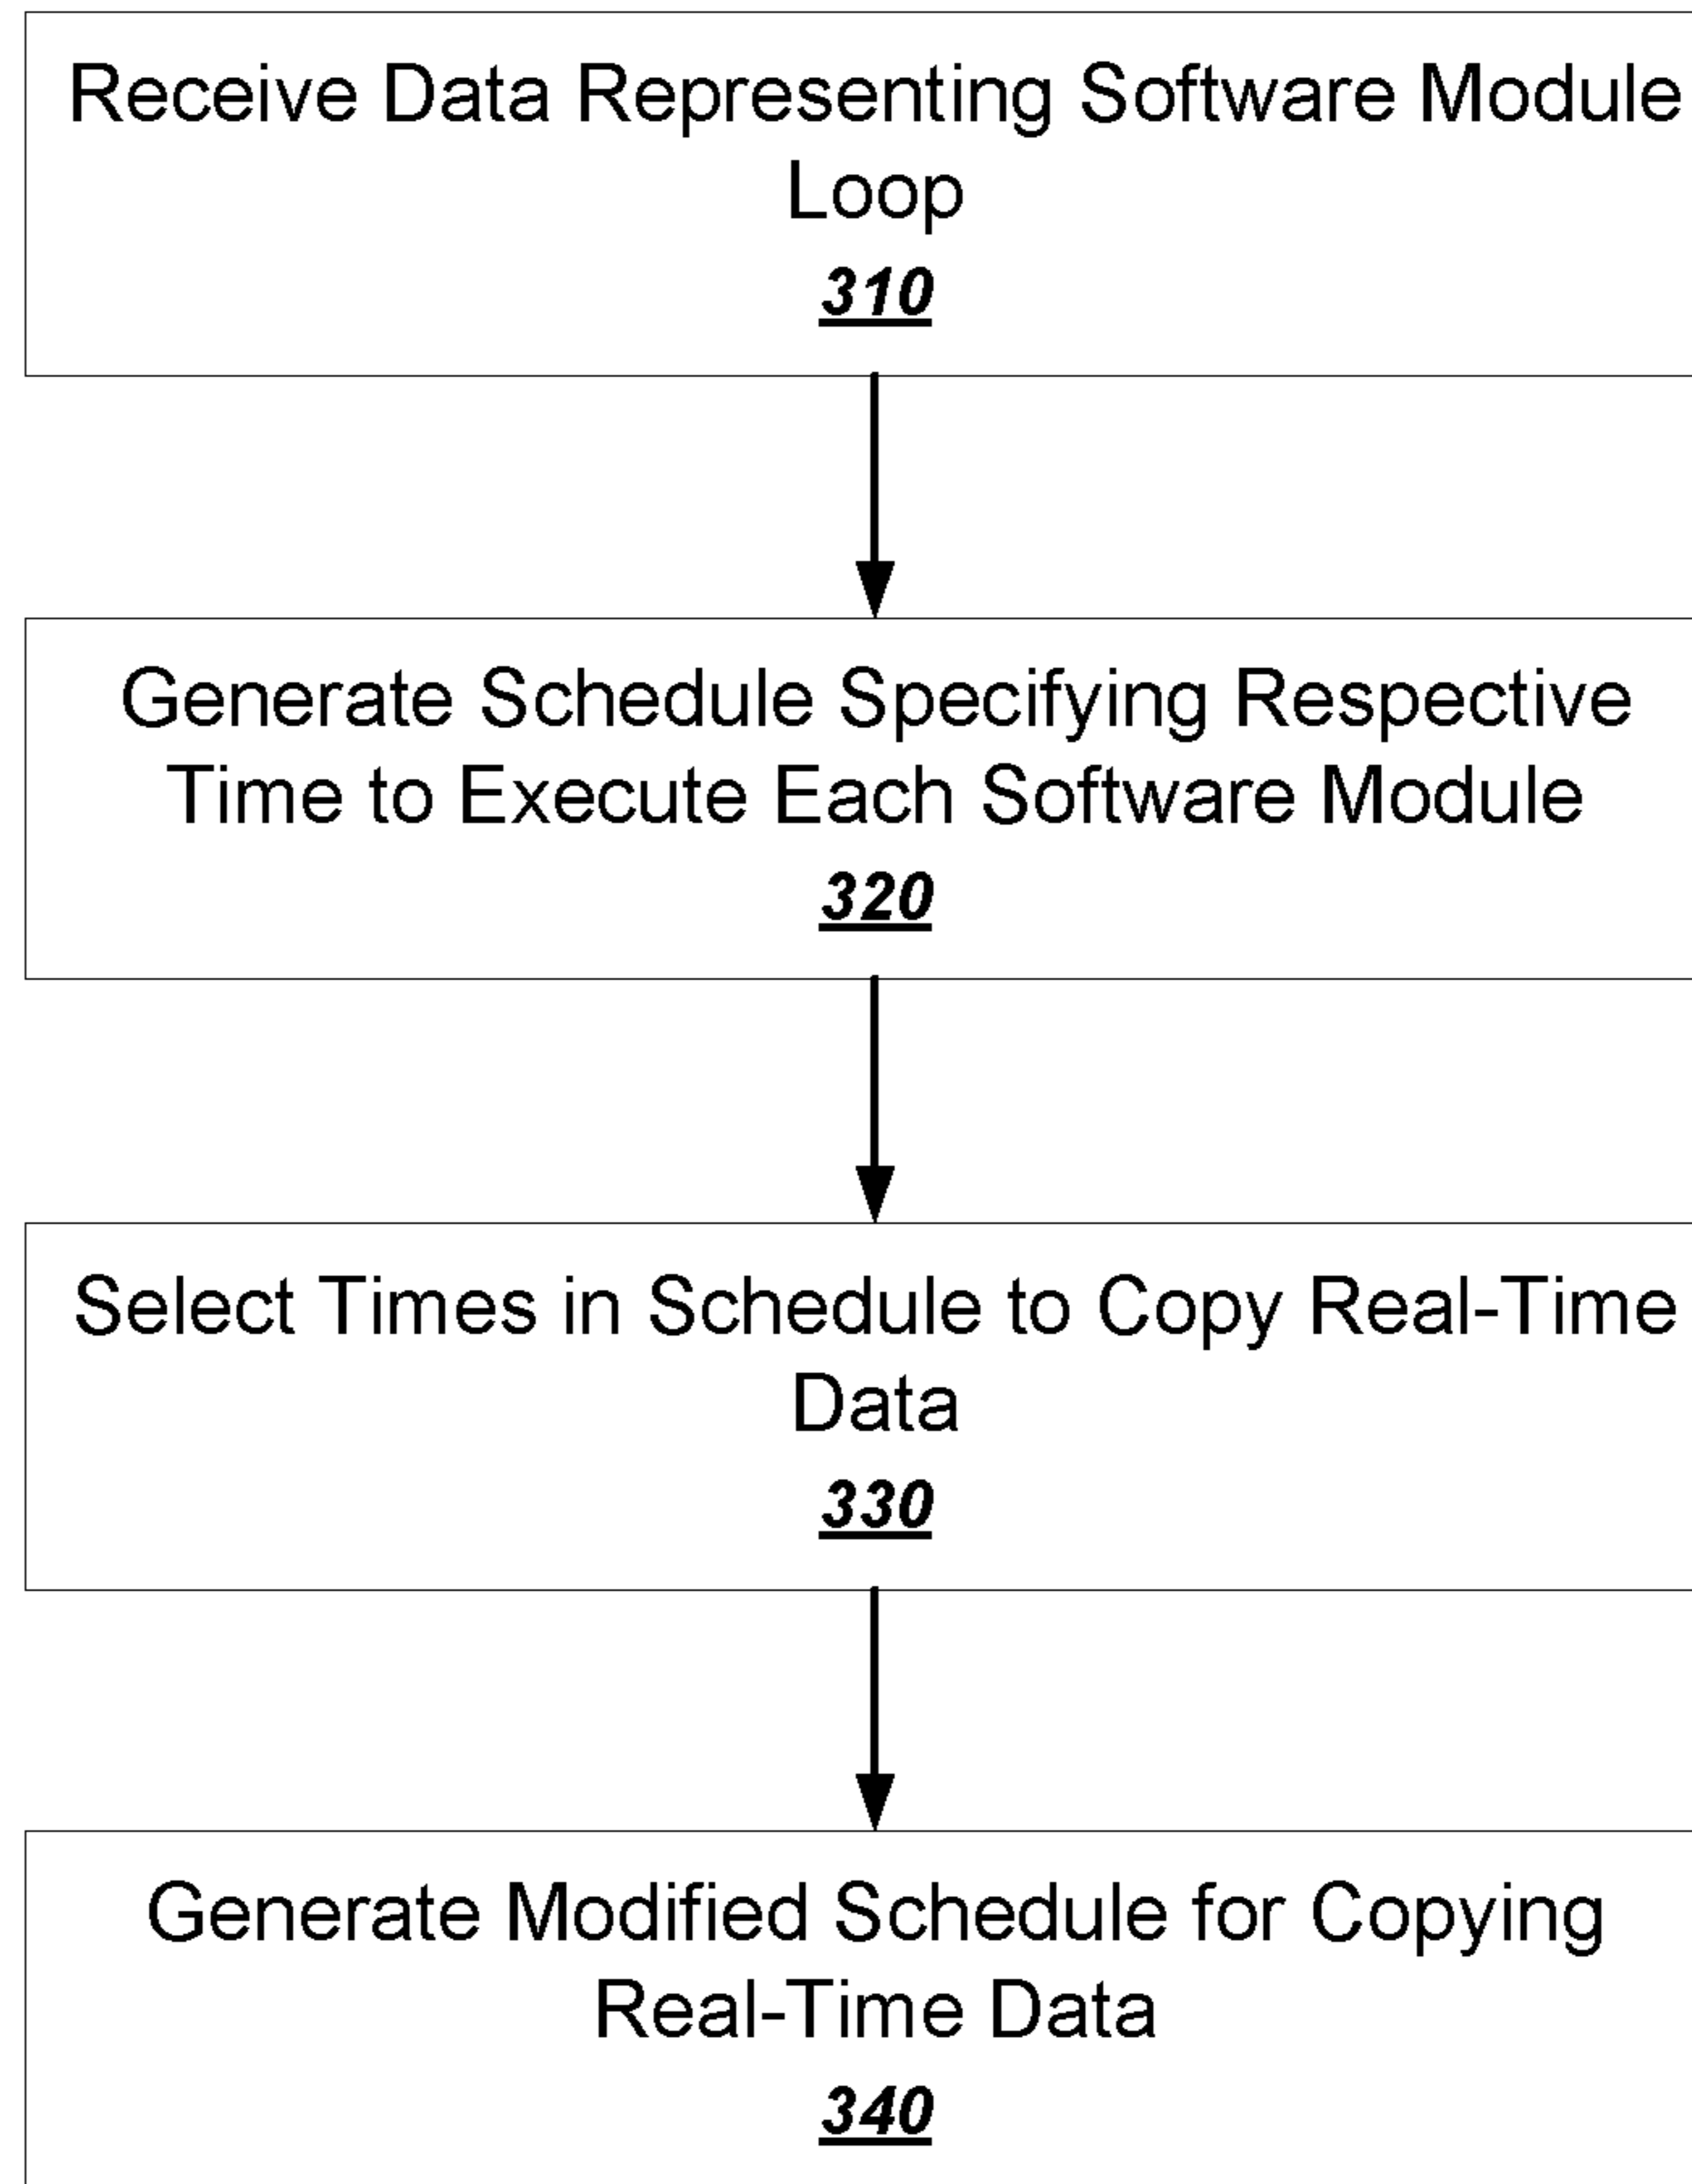 Receive Data Representing Software Module
Loop
310
Generate Schedule Specifying Respective
Time to Execute Each Software Module
320
Select Times in Schedule to Copy Real-Time
Data
330
Generate Modified Schedule for Copying
Real-Time Data
340